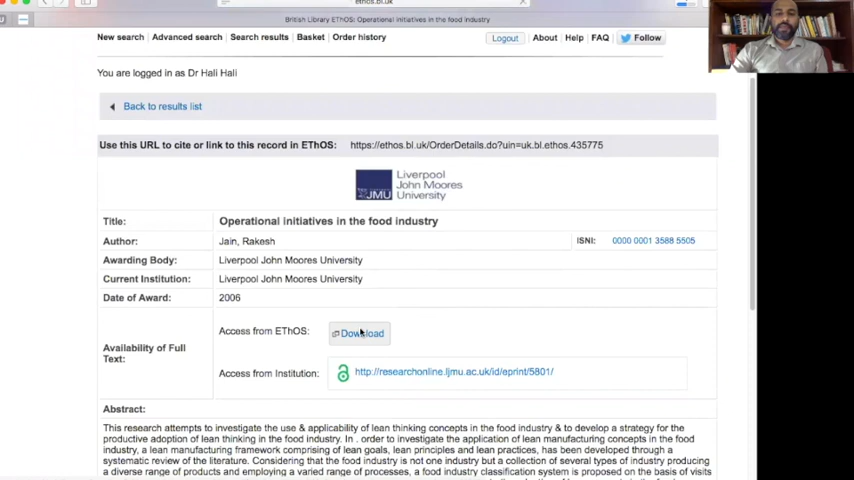 ethos.bl.uk
British Library EThOS: Operational initiatives in the food industry
New search Advanced search Search results Basket Order history Logout About Help FAQ Follow
You are logged in as Dr Hali Hali
Back to results list
Use this URL to cite or link to this record in EThOS: https://ethos.bl.uk/OrderDetails.do?uin=uk.bl.ethos.435775
JMU
Liverpool
John Moores
University
Title: Operational initiatives in the food industry
Author: Jain, Rakesh ISNI: 0000 0001 3588 5505
Awarding Body: Liverpool John Moores University
Current Institution: Liverpool John Moores University
Date of Award: 2006
Availability of Full
Text:
Access from EThOS: Download
Access from Institution: http://researchonline.ljmu.ac.uk/id/eprint/5801/
Abstract:
This research attempts to investigate the use & applicability of lean thinking concepts in the food industry & to develop a strategy for the
productive adoption of lean thinking in the food industry. In . order to investigate the application of lean manufacturing concepts in the food
industry, a lean manufacturing framework comprising of lean goals, lean principles and lean practices, has been developed through a
systematic review of the literature. Considering that the food industry is not one industry but a collection of several types of industry producing
a diverse range of products and employing a varied range of processes, a food industry classification system is proposed on the basis of visits